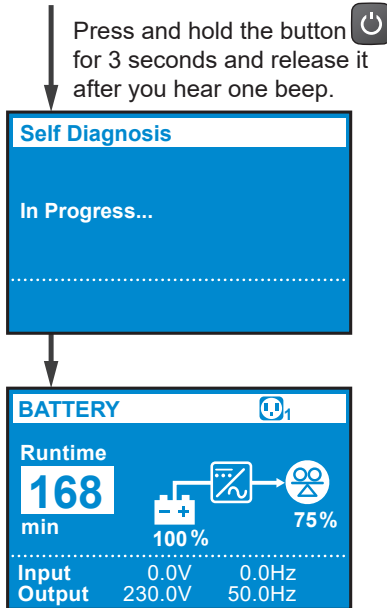 Press and hold the button
for 3 seconds and release it
after you hear one beep.
Self Diagnosis
In Progress...
BATTERY 1
Runtime
168
min
100%
75%
Input 0.0V 0.0Hz
Output 230.0V 50.0Hz